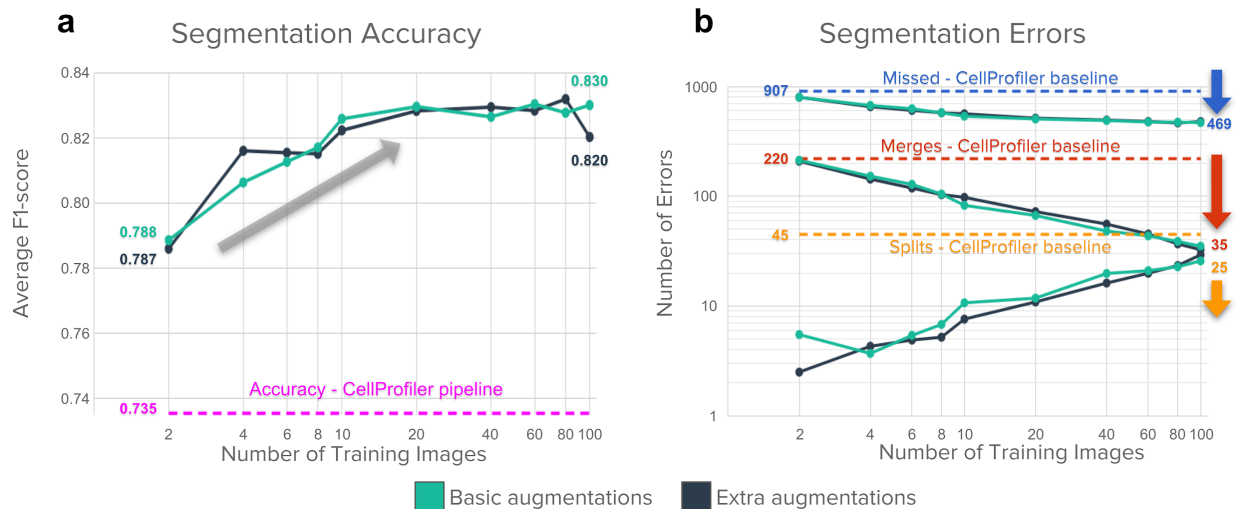 a
Segmentation Accuracy
Average F1-score
0.84
0.82
0.80
0.78
0.76
0.74
0.830
0.820
0.788
0.787
Accuracy - CellProfiler pipeline
0.735
2 4 6 8 10 20 40 60 80 100
Number of Training Images
b
Segmentation Errors
Number of Errors
1000
100
10
1
Missed - CellProfiler baseline
907
469
Merges - CellProfiler baseline
220
45
Splits - CellProfiler baseline
35
25
2 4 6 8 10 20 40 60 80 100
Number of Training Images
Basic augmentations
Extra augmentations